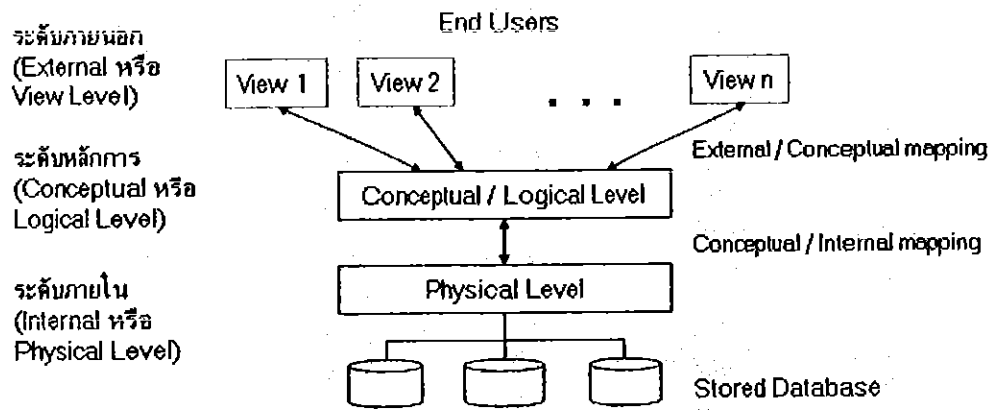 End Users
ระดับภายนอก
(External หรือ
View Level)
View 1
View 2
. . .
View n
External / Conceptual mapping
ระดับหลักการ
(Conceptual หรือ
Logical Level)
Conceptual / Logical Level
Conceptual / Internal mapping
ระดับภายใน
(Internal หรือ
Physical Level)
Physical Level
Stored Database